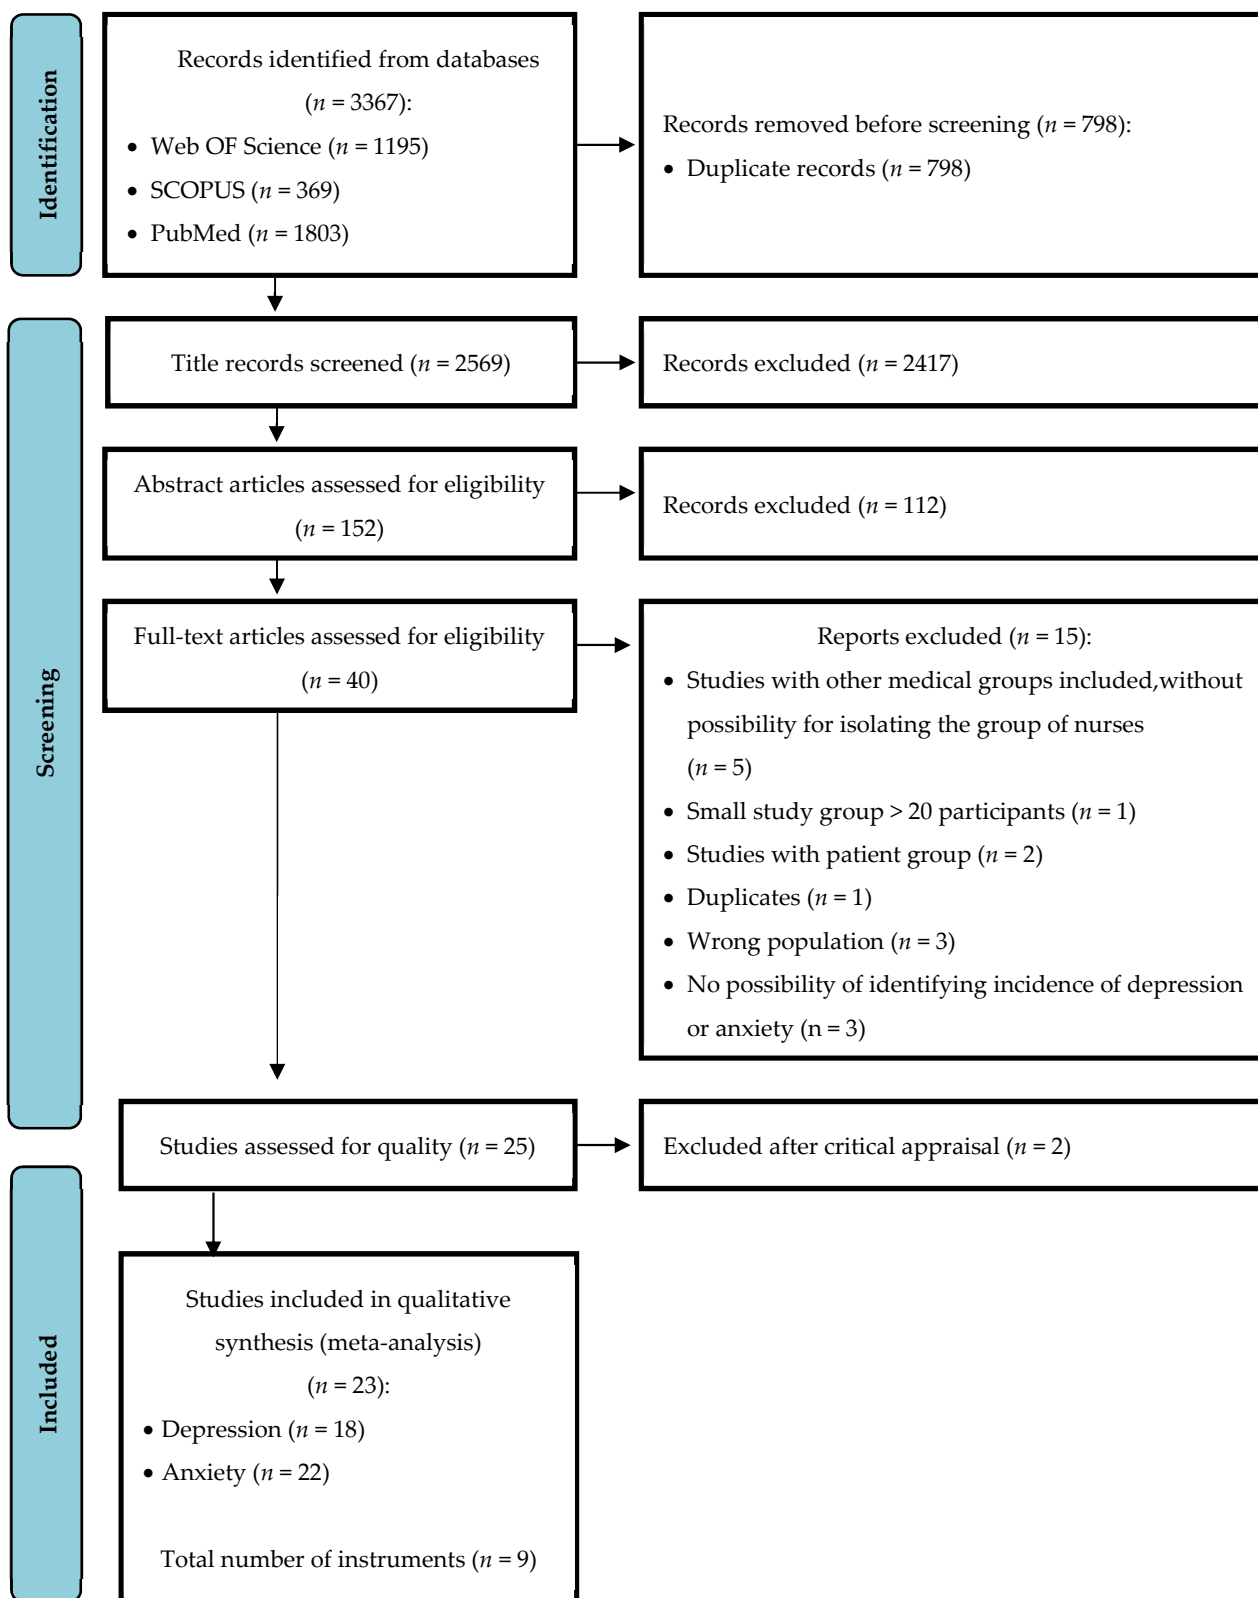 Identification
Records identified from databases
(n = 3367):
• Web OF Science (n = 1195)
• SCOPUS (n = 369)
• PubMed (n = 1803)
Records removed before screening (n = 798):
• Duplicate records (n = 798)
Screening
Title records screened (n = 2569)
Records excluded (n = 2417)
Abstract articles assessed for eligibility
(n = 152)
Records excluded (n = 112)
Full-text articles assessed for eligibility
(n = 40)
Reports excluded (n = 15):
• Studies with other medical groups included,without
possibility for isolating the group of nurses
(n = 5)
• Small study group > 20 participants (n = 1)
• Studies with patient group (n = 2)
• Duplicates (n = 1)
• Wrong population (n = 3)
• No possibility of identifying incidence of depression
or anxiety (n = 3)
Studies assessed for quality (n = 25)
Excluded after critical appraisal (n = 2)
Included
Studies included in qualitative
synthesis (meta-analysis)
(n = 23):
• Depression (n = 18)
• Anxiety (n = 22)
Total number of instruments (n = 9)